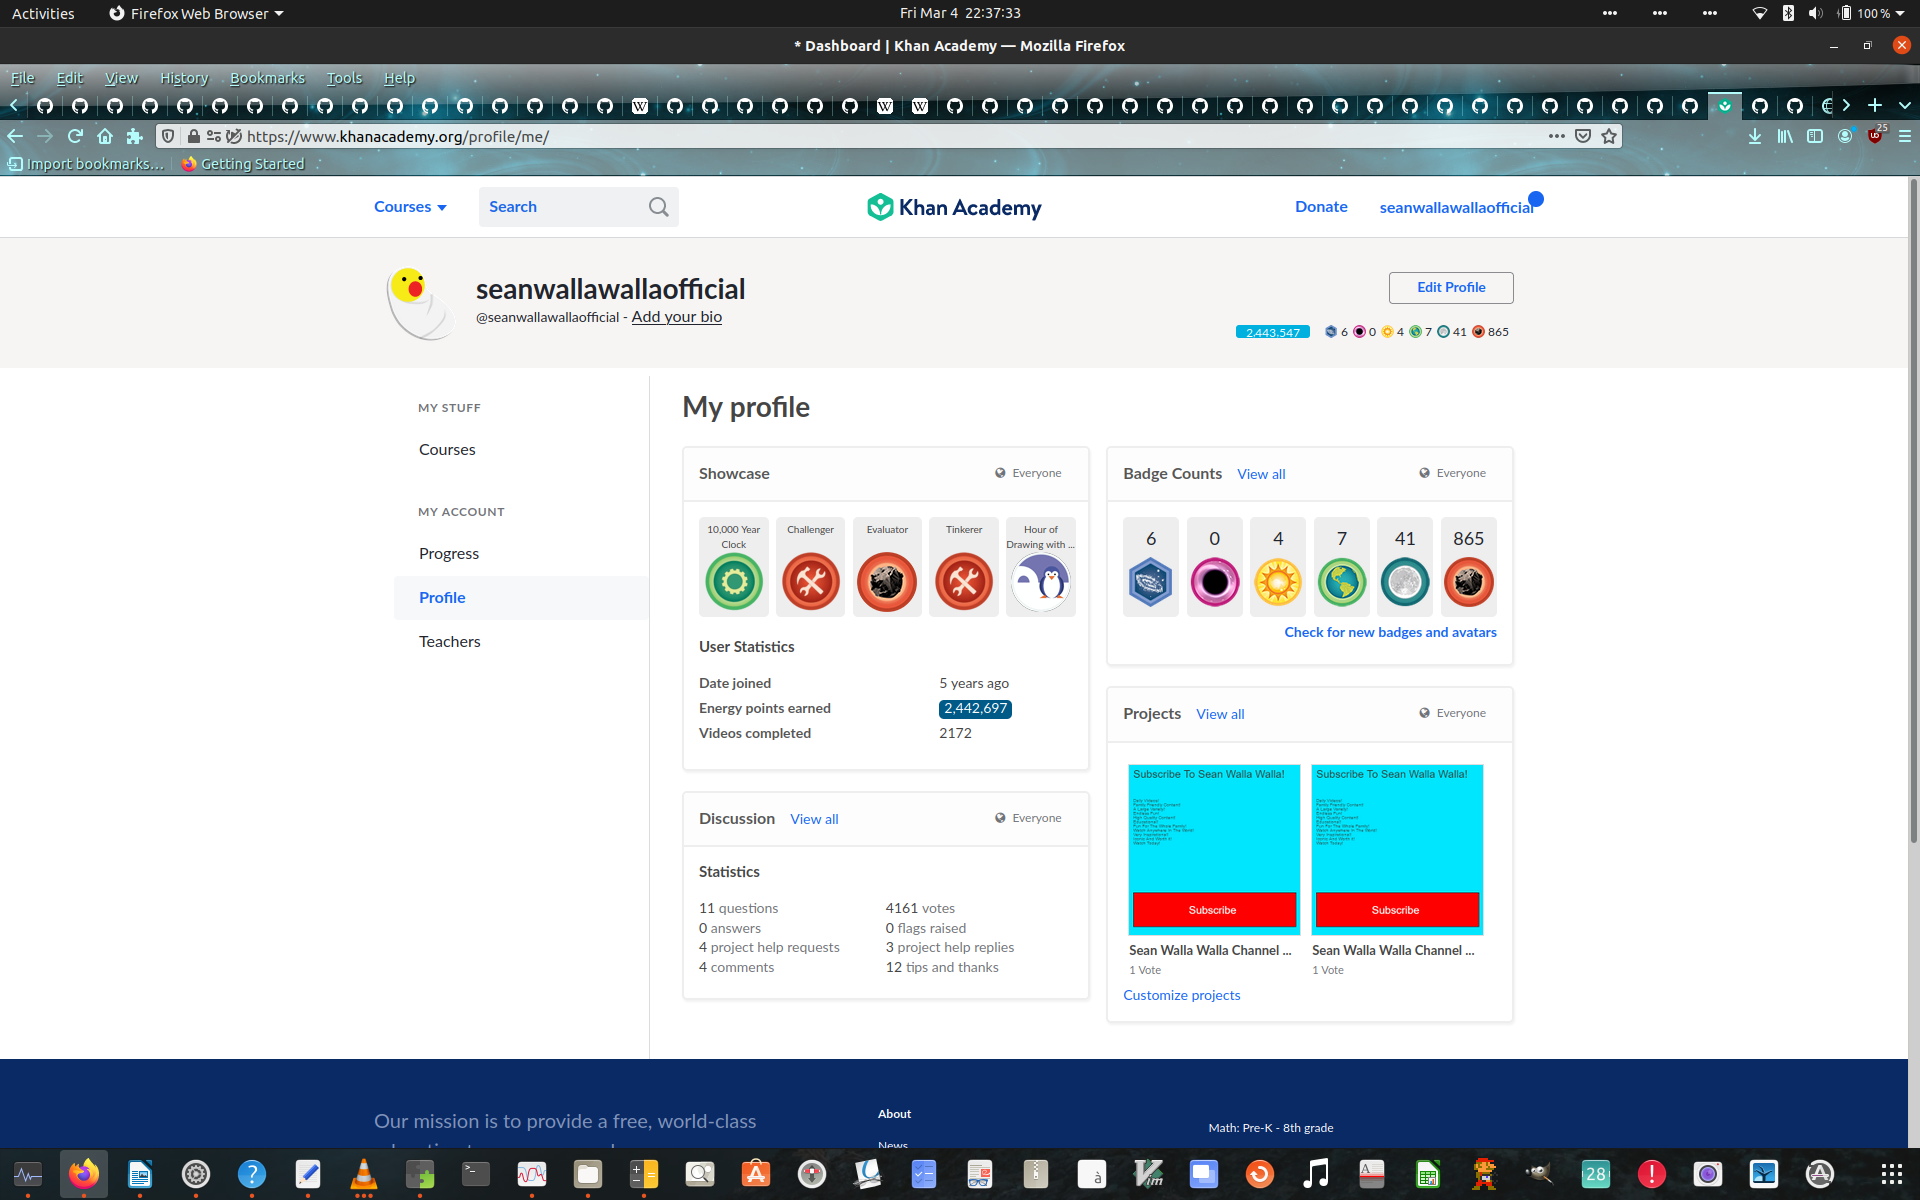 Activities
Firefox Web Browser
Fri Mar 4 22:37:33
100 %
* Dashboard | Khan Academy — Mozilla Firefox
File Edit View History Bookmarks Tools Help
https://www.khanacademy.org/profile/me/
25
Import bookmarks...
Getting Started
Courses
Search
Khan Academy
Donate
seanwallawallaofficial
seanwallawallaofficial
@seanwallawallaofficial - Add your bio
Edit Profile
2,443,547
6 0 4 7 41 865
MY STUFF
Courses
MY ACCOUNT
Progress
Profile
Teachers
My profile
Showcase
Everyone
10,000 Year Clock
Challenger
Evaluator
Tinkerer
Hour of Drawing with ...
User Statistics
Date joined 5 years ago
Energy points earned 2,442,697
Videos completed 2172
Badge Counts View all
Everyone
6 0 4 7 41 865
Check for new badges and avatars
Discussion View all
Everyone
Statistics
11 questions 4161 votes
0 answers 0 flags raised
4 project help requests 3 project help replies
4 comments 12 tips and thanks
Projects View all
Everyone
Subscribe To Sean Walla Walla!
Subscribe
Sean Walla Walla Channel ...
1 Vote
Subscribe To Sean Walla Walla!
Subscribe
Sean Walla Walla Channel ...
1 Vote
Customize projects
Our mission is to provide a free, world-class
About
News
Math: Pre-K - 8th grade
28